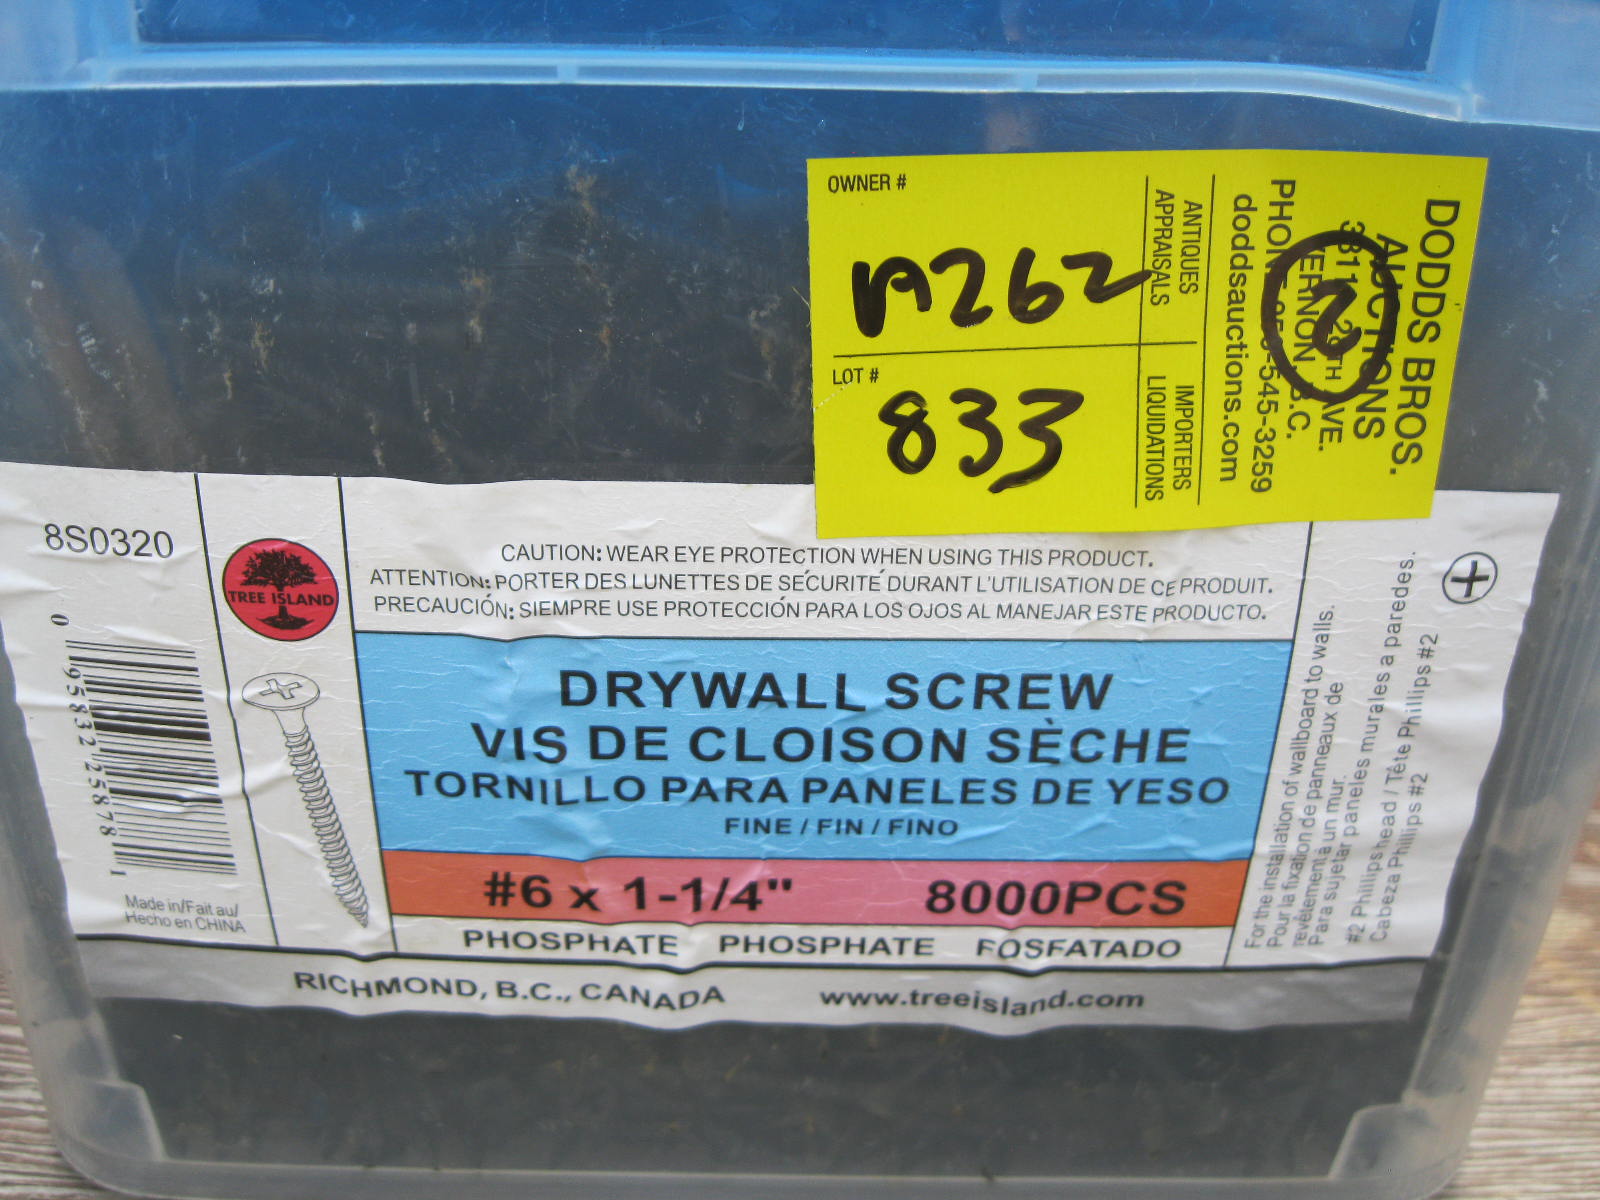 OWNER #
A262
LOT #
833
ANTIQUES
APPRAISALS
IMPORTERS
LIQUIDATIONS
DODDS BROS.
AUCTIONS
AVE.
VERNON, B.C.
PHONE 250-545-3259
doddsauctions.com
2
8S0320
TREE ISLAND
0 95832 25878 1
Made in/Fait au/
Hecho en CHINA
CAUTION: WEAR EYE PROTECTION WHEN USING THIS PRODUCT.
ATTENTION: PORTER DES LUNETTES DE SÉCURITÉ DURANT L'UTILISATION DE CE PRODUIT.
PRECAUCIÓN: SIEMPRE USE PROTECCIÓN PARA LOS OJOS AL MANEJAR ESTE PRODUCTO.
DRYWALL SCREW
VIS DE CLOISON SÈCHE
TORNILLO PARA PANELES DE YESO
FINE / FIN / FINO
#6 x 1-1/4" 8000PCS
PHOSPHATE PHOSPHATE FOSFATADO
RICHMOND, B.C., CANADA www.treeisland.com
For the installation of wallboard to walls.
Pour la fixation de panneaux de
revêtement à un mur.
Para sujetar paneles murales a paredes.
#2 Phillips head / Tête Phillips #2
Cabeza Phillips #2